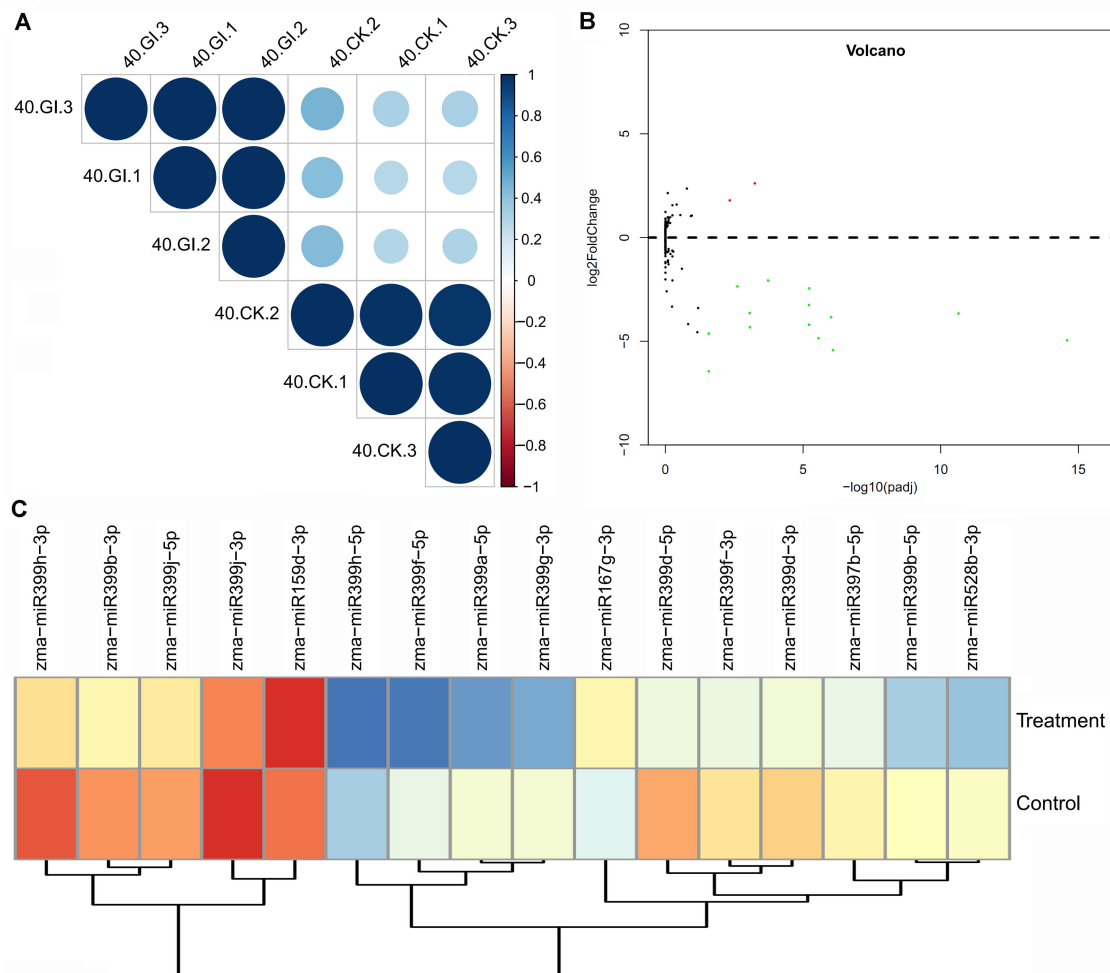 A
40.GI.3
40.GI.1
40.GI.2
40.CK.2
40.CK.1
40.CK.3
40.GI.3
40.GI.1
40.GI.2
40.CK.2
40.CK.1
40.CK.3
1
0.8
0.6
0.4
0.2
0
−0.2
−0.4
−0.6
−0.8
−1
B
Volcano
log2FoldChange
10
5
0
−5
−10
0
5
10
15
−log10(padj)
C
zma−miR399h−3p
zma−miR399b−3p
zma−miR399j−5p
zma−miR399j−3p
zma−miR159d−3p
zma−miR399h−5p
zma−miR399f−5p
zma−miR399a−5p
zma−miR399g−3p
zma−miR167g−3p
zma−miR399d−5p
zma−miR399f−3p
zma−miR399d−3p
zma−miR397b−5p
zma−miR399b−5p
zma−miR528b−3p
Treatment
Control